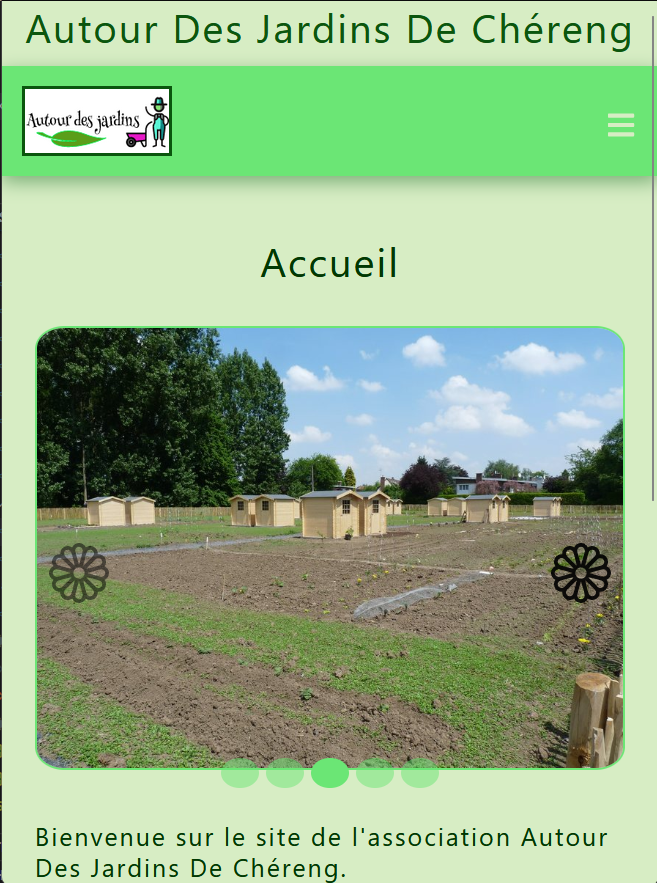 Autour Des Jardins De Chéreng
Autour des jardins
Accueil
Bienvenue sur le site de l'association Autour
Des Jardins De Chéreng.